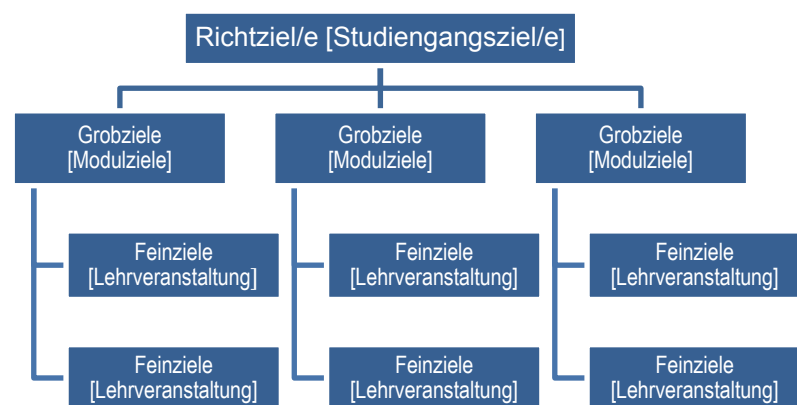 Richtziel/e [Studiengangsziel/e]
Grobziele
[Modulziele]
Grobziele
[Modulziele]
Grobziele
[Modulziele]
Feinziele
[Lehrveranstaltung]
Feinziele
[Lehrveranstaltung]
Feinziele
[Lehrveranstaltung]
Feinziele
[Lehrveranstaltung]
Feinziele
[Lehrveranstaltung]
Feinziele
[Lehrveranstaltung]